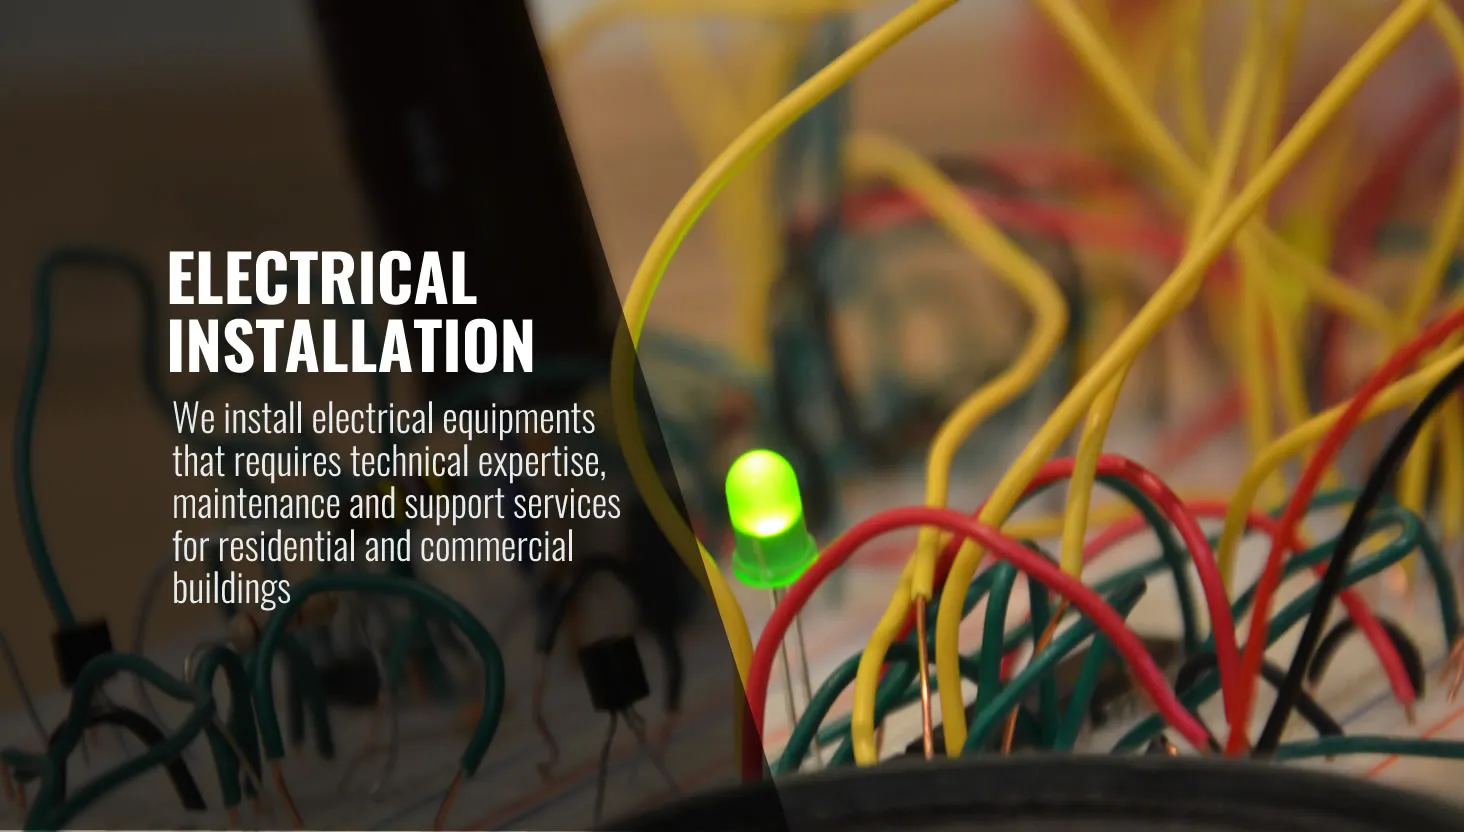 ELECTRICAL
INSTALLATION
We install electrical equipments
that requires technical expertise,
maintenance and support services
for residential and commercial
buildings